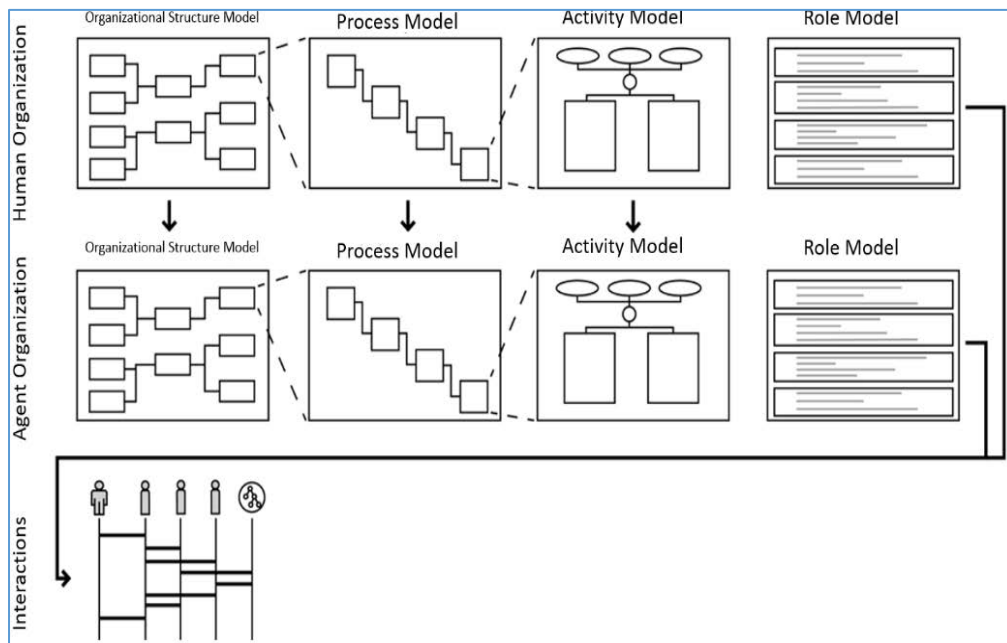 Organizational Structure Model
Process Model
Activity Model
Role Model
Human Organization
Organizational Structure Model
Process Model
Activity Model
Role Model
Agent Organization
Interactions